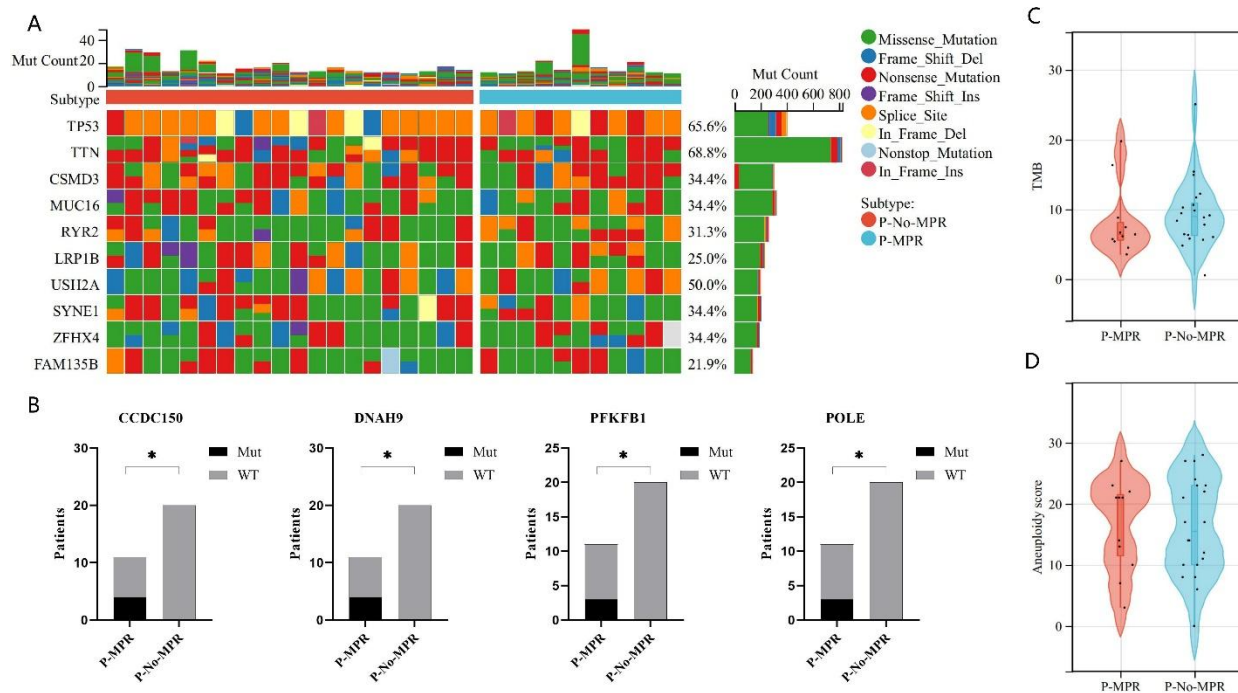 A
Mut Count
40
20
0
Subtype
TP53
TTN
CSMD3
MUC16
RYR2
LRP1B
USH2A
SYNE1
ZFHX4
FAM135B
65.6%
68.8%
34.4%
34.4%
31.3%
25.0%
50.0%
34.4%
34.4%
21.9%
Mut Count
0 200 400 600 800
Missense_Mutation
Frame_Shift_Del
Nonsense_Mutation
Frame_Shift_Ins
Splice_Site
In_Frame_Del
Nonstop_Mutation
In_Frame_Ins
Subtype:
P-No-MPR
P-MPR
B
CCDC150
Patients
30
20
10
0
*
Mut
WT
P-MPR
P-No-MPR
DNAH9
Patients
30
20
10
0
*
Mut
WT
P-MPR
P-No-MPR
PFKFB1
Patients
25
20
15
10
5
0
*
Mut
WT
P-MPR
P-No-MPR
POLE
Patients
25
20
15
10
5
0
*
Mut
WT
P-MPR
P-No-MPR
C
TMB
30
20
10
0
P-MPR
P-No-MPR
D
Aneuploidy score
30
20
10
0
P-MPR
P-No-MPR